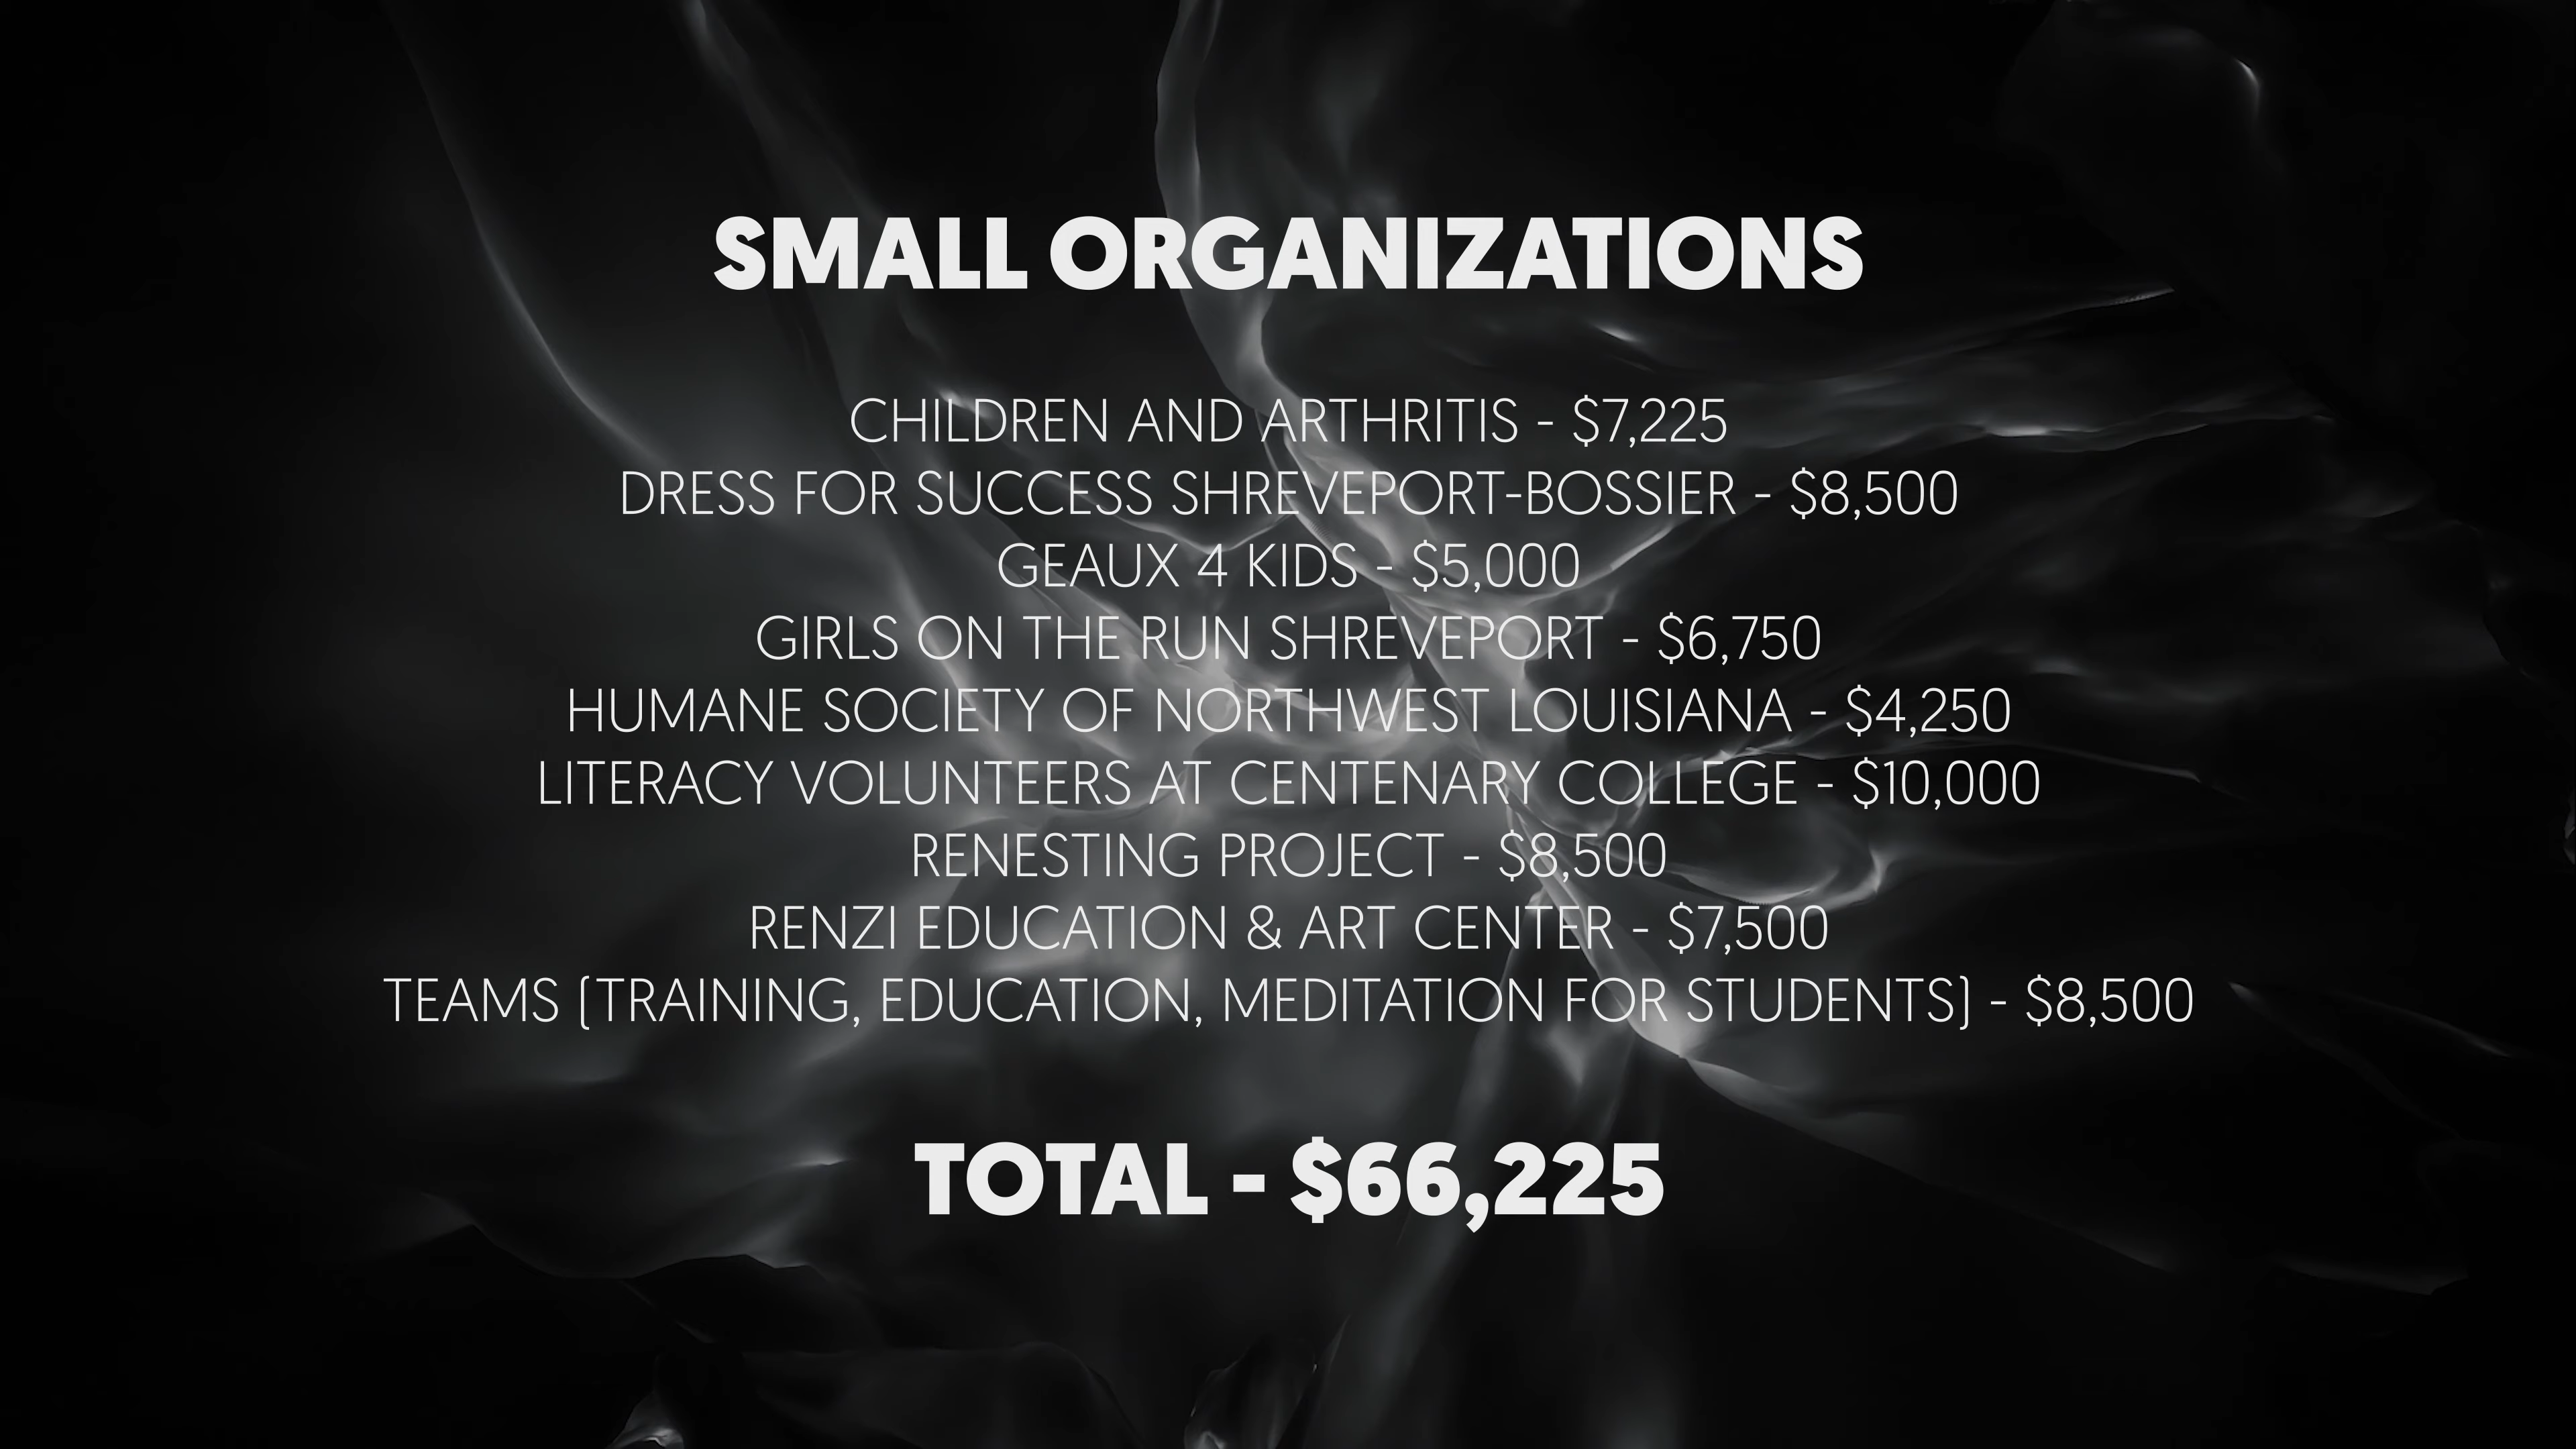 SMALL ORGANIZATIONS
CHILDREN AND ARTHRITIS - $7,225
DRESS FOR SUCCESS SHREVEPORT-BOSSIER - $8,500
GEAUX 4 KIDS - $5,000
GIRLS ON THE RUN SHREVEPORT - $6,750
HUMANE SOCIETY OF NORTHWEST LOUISIANA - $4,250
LITERACY VOLUNTEERS AT CENTENARY COLLEGE - $10,000
RENESTING PROJECT - $8,500
RENZI EDUCATION & ART CENTER - $7,500
TEAMS (TRAINING, EDUCATION, MEDITATION FOR STUDENTS) - $8,500
TOTAL - $66,225